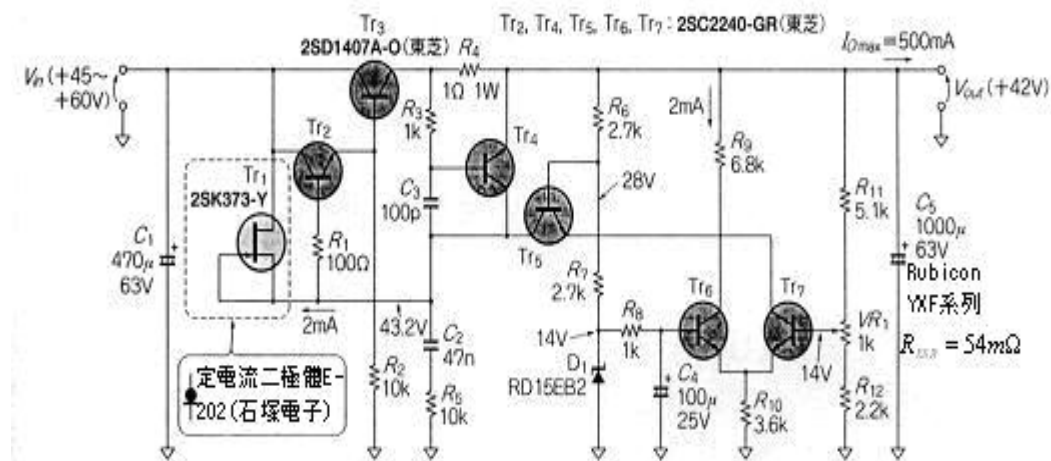 Tr3
2SD1407A-O(東芝)
Tr2, Tr4, Tr5, Tr6, Tr7 : 2SC2240-GR(東芝)
IOmax=500mA
Vin (+45～
+60V)
R4
1Ω 1W
Vout (+42V)
R3
1k
Tr2
Tr4
R6
2.7k
2mA
R9
6.8k
Tr1
2SK373-Y
C3
100p
28V
R11
5.1k
C5
1000μ
63V
Rubicon
YXF系列
RESR = 54mΩ
C1
470μ
63V
R1
100Ω
Tr5
R7
2.7k
Tr6
Tr7
VR1
1k
2mA
43.2V
14V
R8
1k
14V
定電流二極體E-
202(石塚電子)
R2
10k
C2
47n
R5
10k
D1
RD15EB2
C4
100μ
25V
R10
3.6k
R12
2.2k